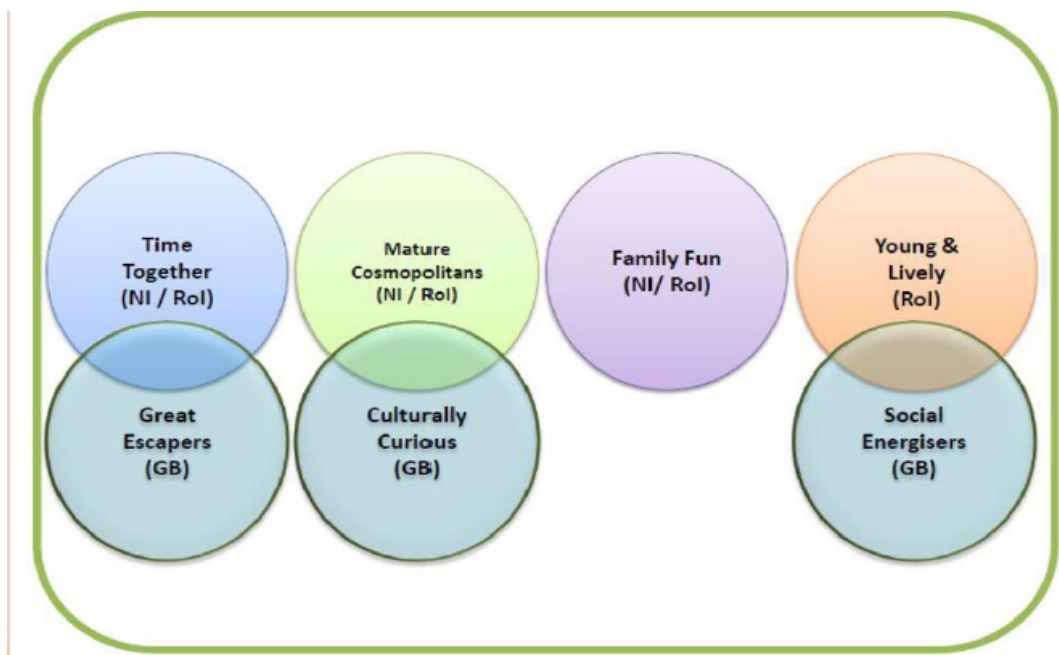 Time
Together
(NI / RoI)
Mature
Cosmopolitans
(NI / RoI)
Family Fun
(NI/ RoI)
Young &
Lively
(RoI)
Great
Escapers
(GB)
Culturally
Curious
(GB)
Social
Energisers
(GB)